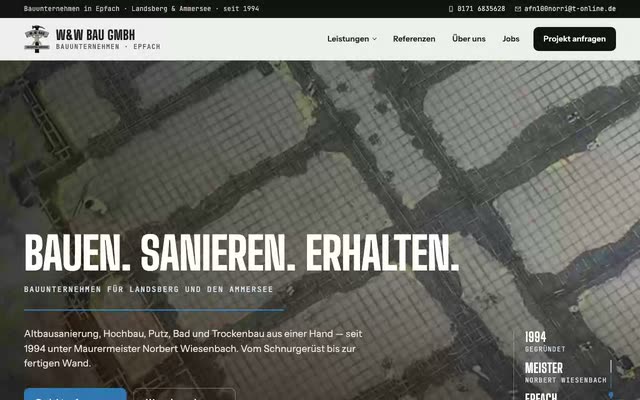 Bauunternehmen in Epfach · Landsberg & Ammersee · seit 1994
0171 6835628
afn100norri@t-online.de
W&W BAU GMBH
BAUUNTERNEHMEN · EPFACH
Leistungen
Referenzen
Über uns
Jobs
Projekt anfragen
BAUEN. SANIEREN. ERHALTEN.
BAUUNTERNEHMEN FÜR LANDSBERG UND DEN AMMERSEE
Altbausanierung, Hochbau, Putz, Bad und Trockenbau aus einer Hand — seit
1994 unter Maurermeister Norbert Wiesenbach. Vom Schnurgerüst bis zur
fertigen Wand.
1994
GEGRÜNDET
MEISTER
NORBERT WIESENBACH
EPFACH